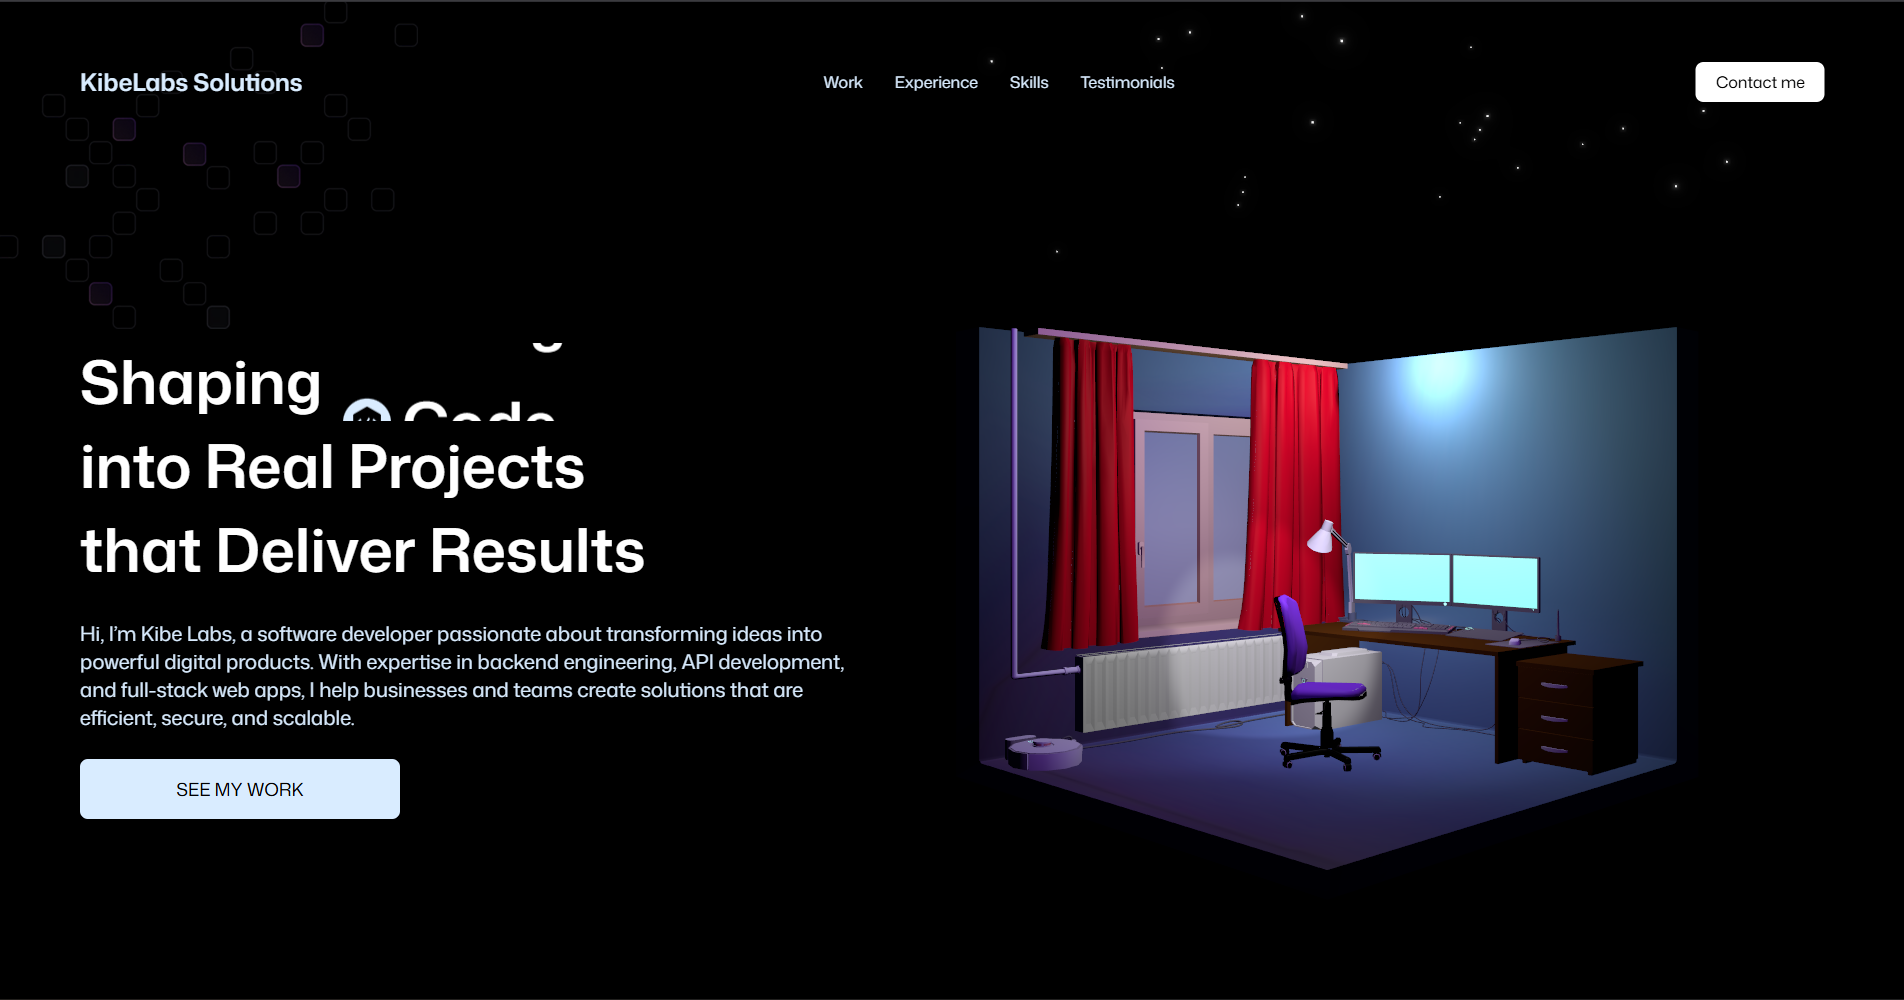 KibeLabs Solutions
Work Experience Skills Testimonials
Contact me
Shaping
into Real Projects
that Deliver Results
Hi, I’m Kibe Labs, a software developer passionate about transforming ideas into
powerful digital products. With expertise in backend engineering, API development,
and full-stack web apps, I help businesses and teams create solutions that are
efficient, secure, and scalable.
SEE MY WORK